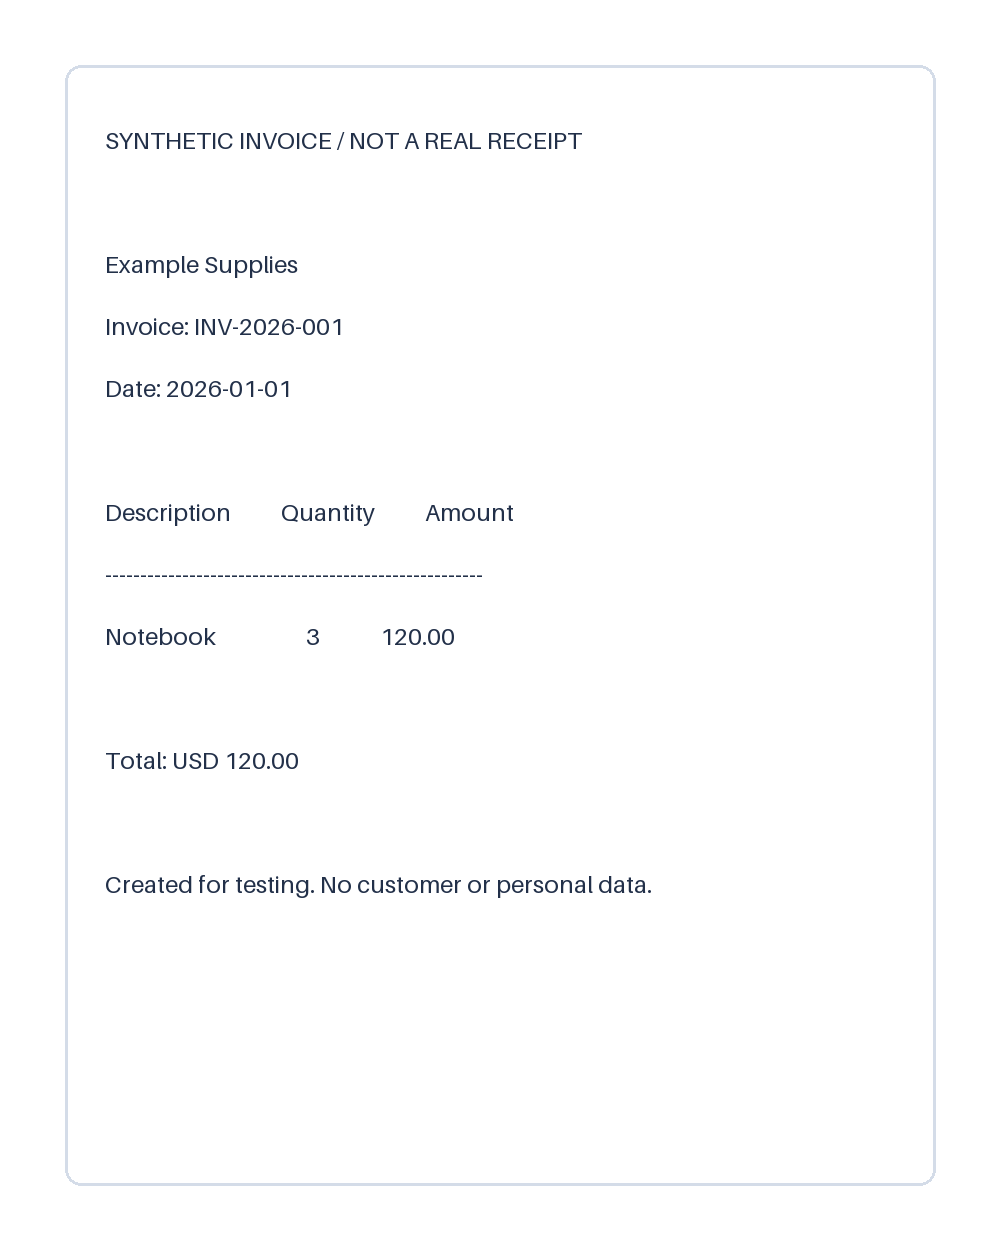 SYNTHETIC INVOICE / NOT A REAL RECEIPT
Example Supplies
Invoice: INV-2026-001
Date: 2026-01-01
Description Quantity Amount
------------------------------------------------------
Notebook 3 120.00
Total: USD 120.00
Created for testing. No customer or personal data.